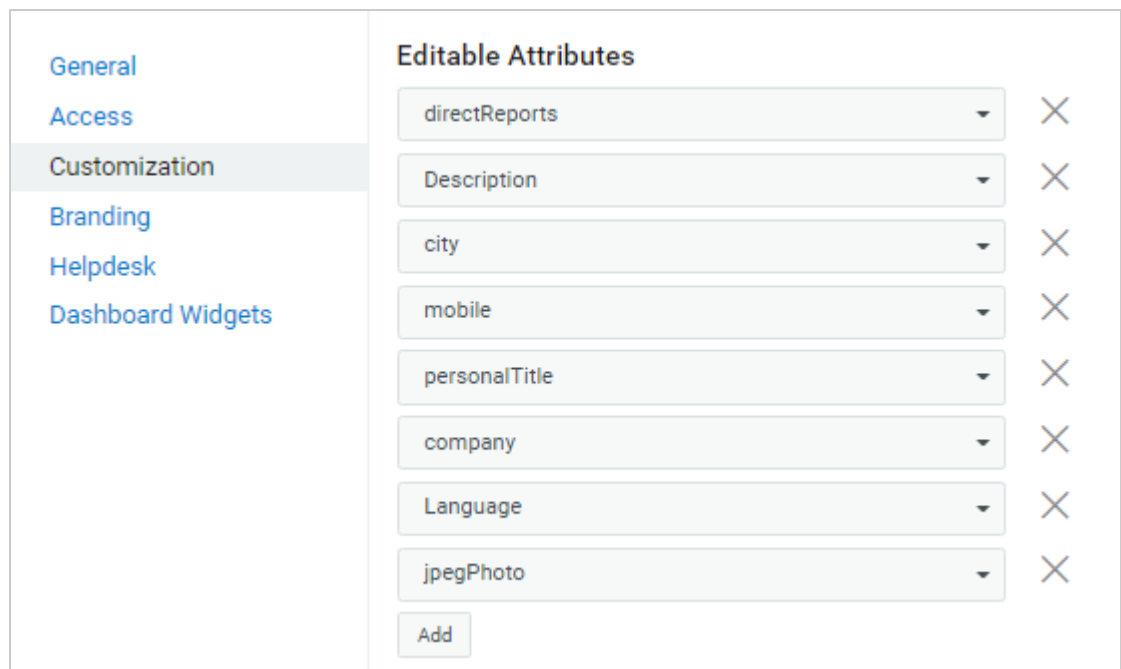 General
Access
Customization
Branding
Helpdesk
Dashboard Widgets
Editable Attributes
directReports
Description
city
mobile
personalTitle
company
Language
jpegPhoto
Add